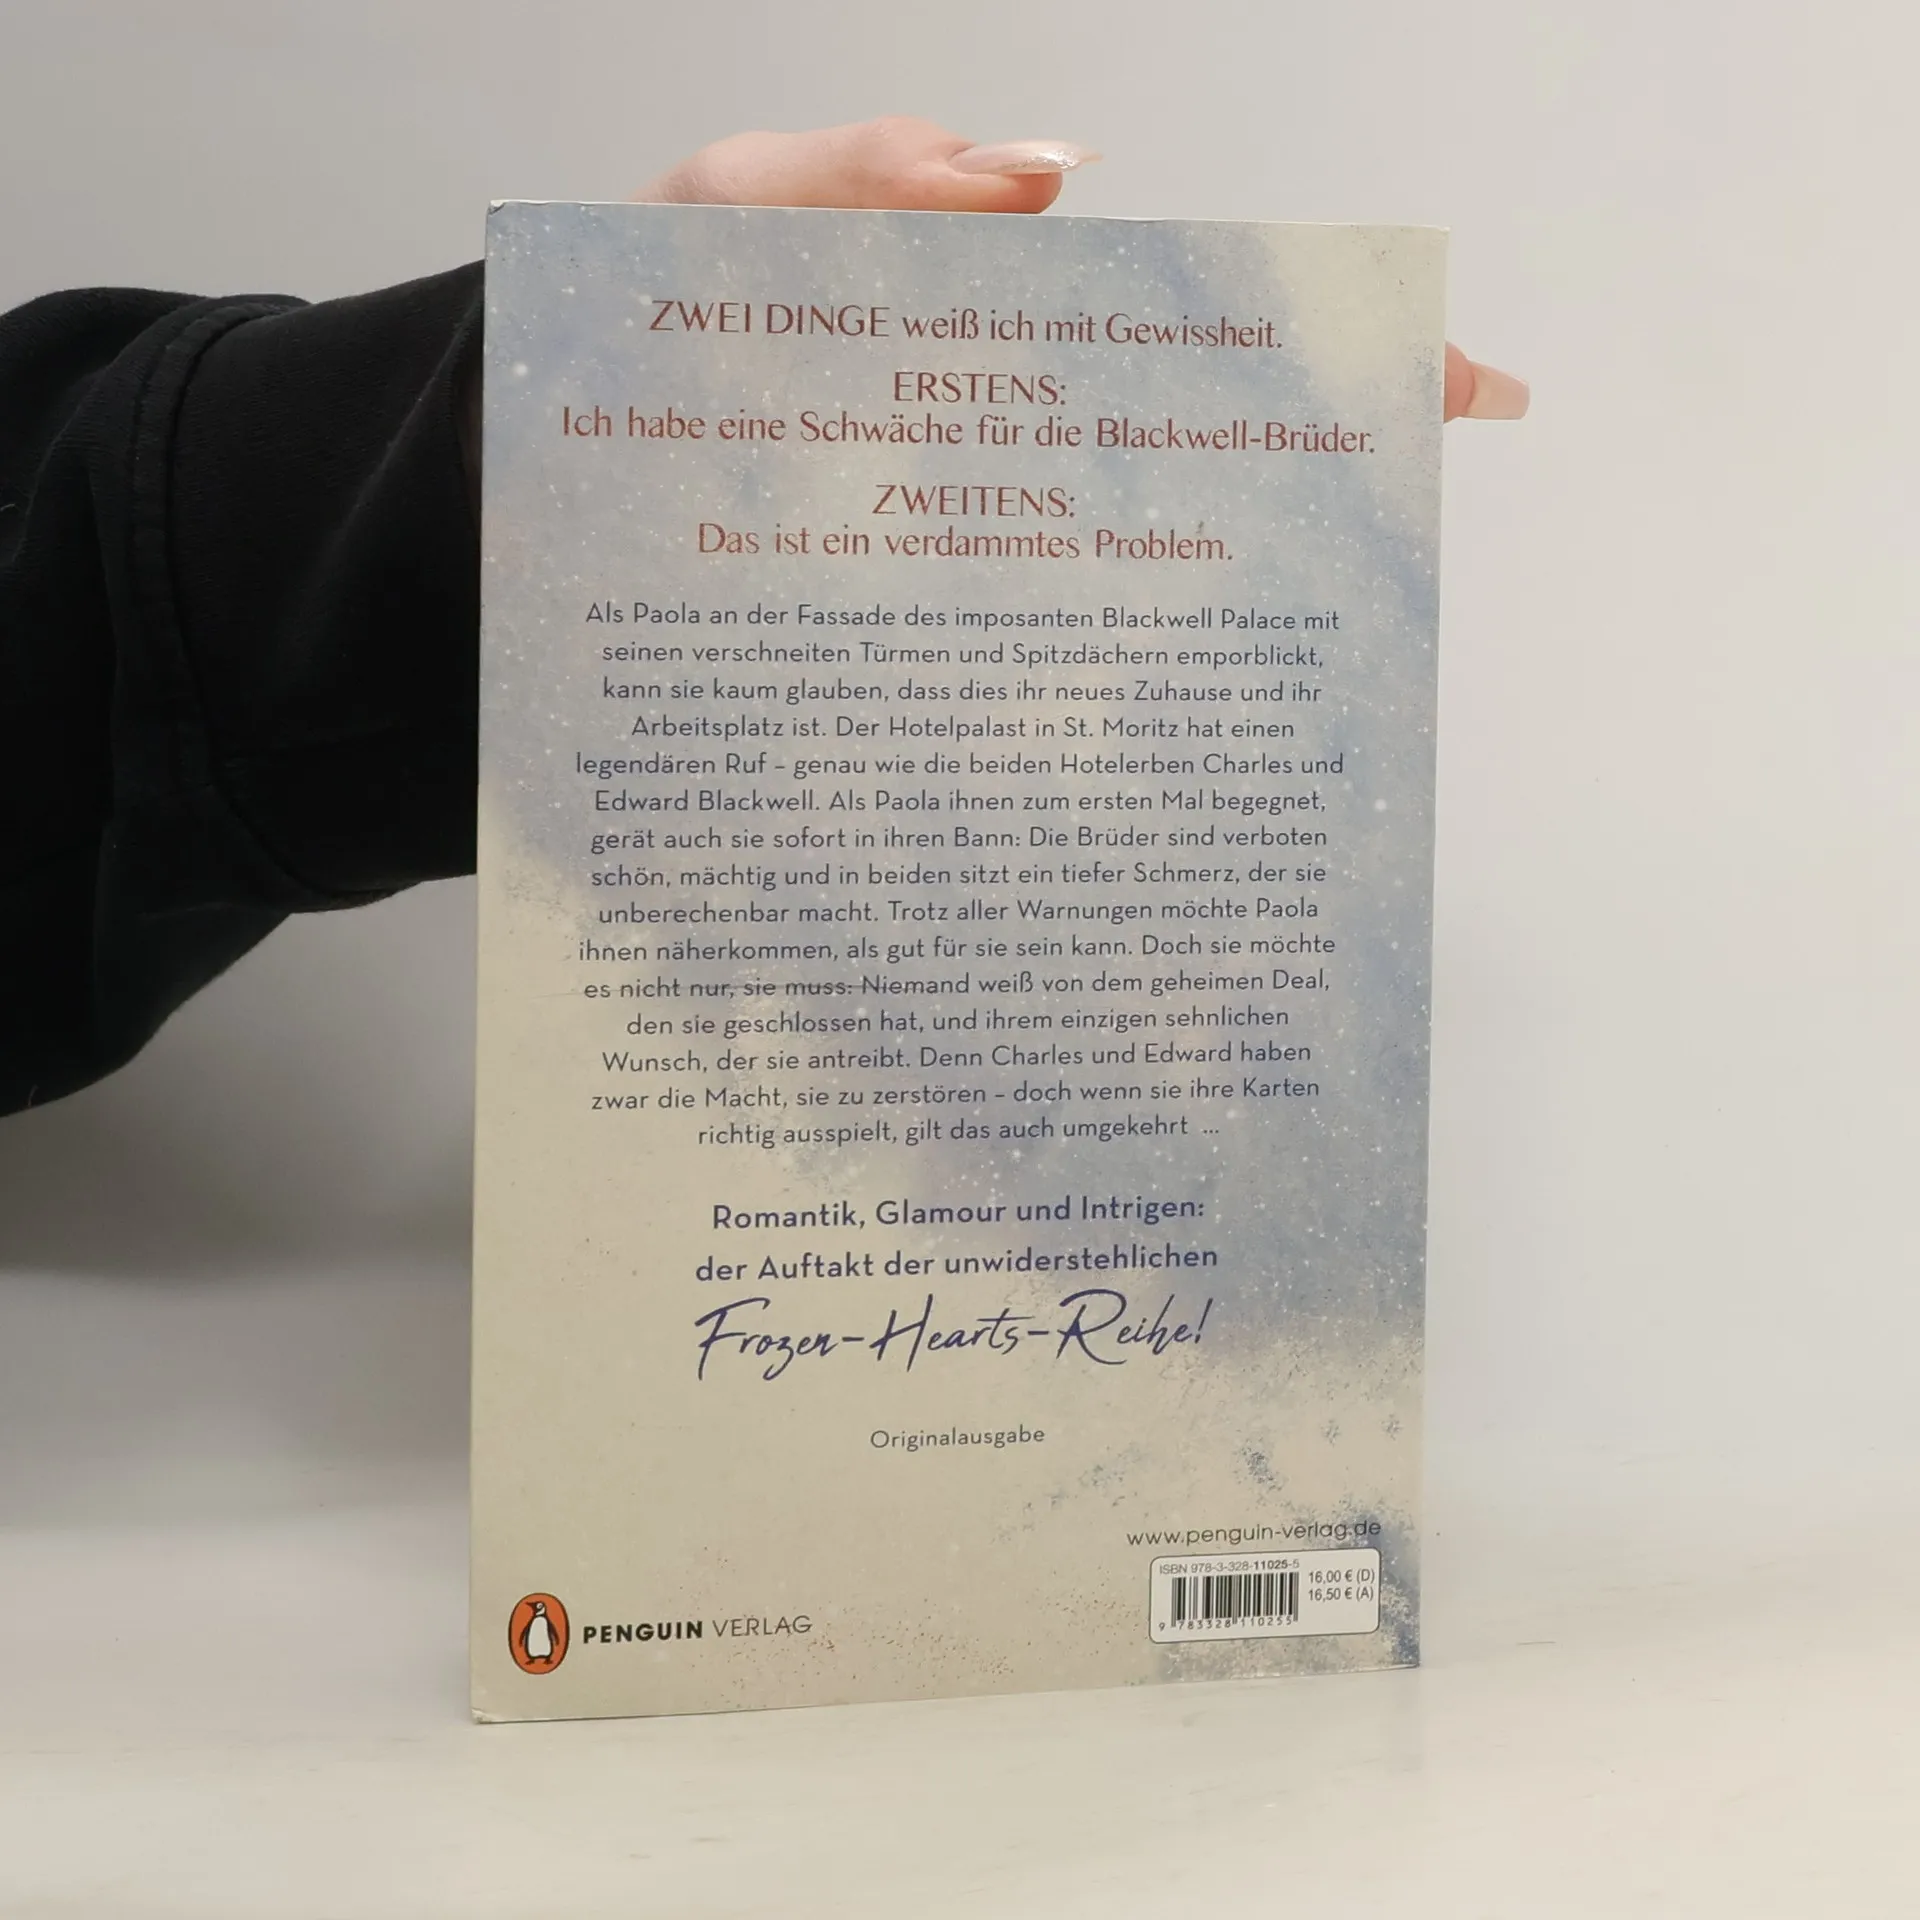 ZWEI DINGE weiß ich mit Gewissheit.
ERSTENS:
Ich habe eine Schwäche für die Blackwell-Brüder.
ZWEITENS:
Das ist ein verdammtes Problem.
Als Paola an der Fassade des imposanten Blackwell Palace mit
seinen verschneiten Türmen und Spitzdächern emporblickt,
kann sie kaum glauben, dass dies ihr neues Zuhause und ihr
Arbeitsplatz ist. Der Hotelpalast in St. Moritz hat einen
legendären Ruf – genau wie die beiden Hotelerben Charles und
Edward Blackwell. Als Paola ihnen zum ersten Mal begegnet,
gerät auch sie sofort in ihren Bann: Die Brüder sind verboten
schön, mächtig und in beiden sitzt ein tiefer Schmerz, der sie
unberechenbar macht. Trotz aller Warnungen möchte Paola
ihnen näherkommen, als gut für sie sein kann. Doch sie möchte
es nicht nur, sie muss: Niemand weiß von dem geheimen Deal,
den sie geschlossen hat, und ihrem einzigen sehnlichen
Wunsch, der sie antreibt. Denn Charles und Edward haben
zwar die Macht, sie zu zerstören – doch wenn sie ihre Karten
richtig ausspielt, gilt das auch umgekehrt ...
Romantik, Glamour und Intrigen:
der Auftakt der unwiderstehlichen
Frozen-Hearts-Reihe!
Originalausgabe
www.penguin-verlag.de
ISBN 978-3-328-11025-5
16,00 € (D)
16,50 € (A)
9 783328 110255
PENGUIN VERLAG